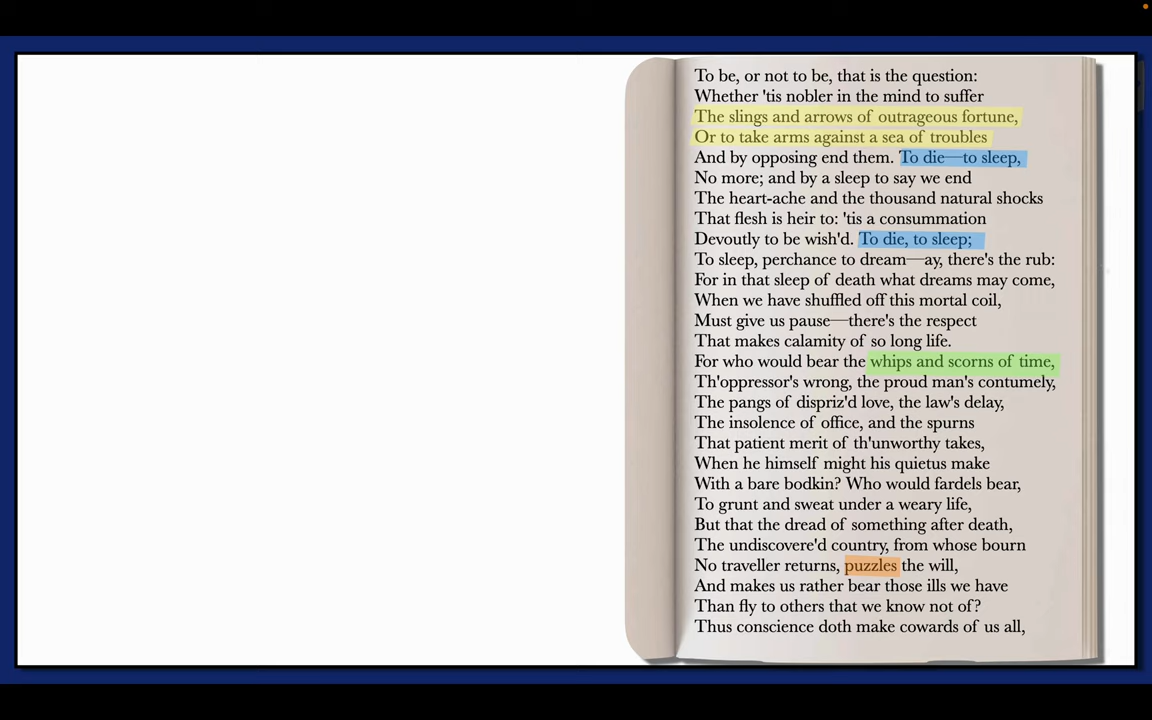 To be, or not to be, that is the question:
Whether 'tis nobler in the mind to suffer
The slings and arrows of outrageous fortune,
Or to take arms against a sea of troubles
And by opposing end them. To die—to sleep,
No more; and by a sleep to say we end
The heart-ache and the thousand natural shocks
That flesh is heir to: 'tis a consummation
Devoutly to be wish'd. To die, to sleep;
To sleep, perchance to dream—ay, there's the rub:
For in that sleep of death what dreams may come,
When we have shuffled off this mortal coil,
Must give us pause—there's the respect
That makes calamity of so long life.
For who would bear the whips and scorns of time,
Th'oppressor's wrong, the proud man's contumely,
The pangs of dispriz'd love, the law's delay,
The insolence of office, and the spurns
That patient merit of th'unworthy takes,
When he himself might his quietus make
With a bare bodkin? Who would fardels bear,
To grunt and sweat under a weary life,
But that the dread of something after death,
The undiscovere'd country, from whose bourn
No traveller returns, puzzles the will,
And makes us rather bear those ills we have
Than fly to others that we know not of?
Thus conscience doth make cowards of us all,